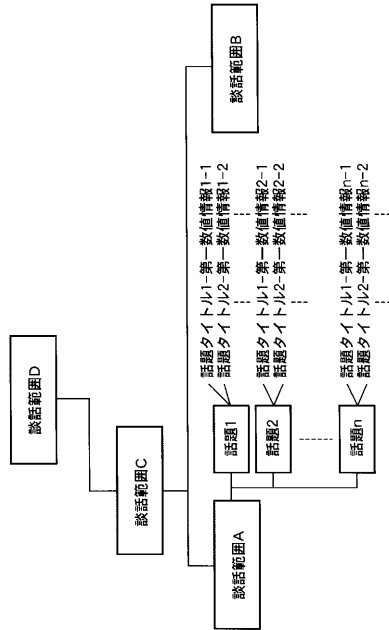 談話範囲D
談話範囲C
談話範囲A
談話範囲B
話題1
話題タイトル1-第一数値情報1-1
話題タイトル2-第一数値情報1-2
話題2
話題タイトル1-第一数値情報2-1
話題タイトル2-第一数値情報2-2
話題n
話題タイトル1-第一数値情報n-1
話題タイトル2-第一数値情報n-2